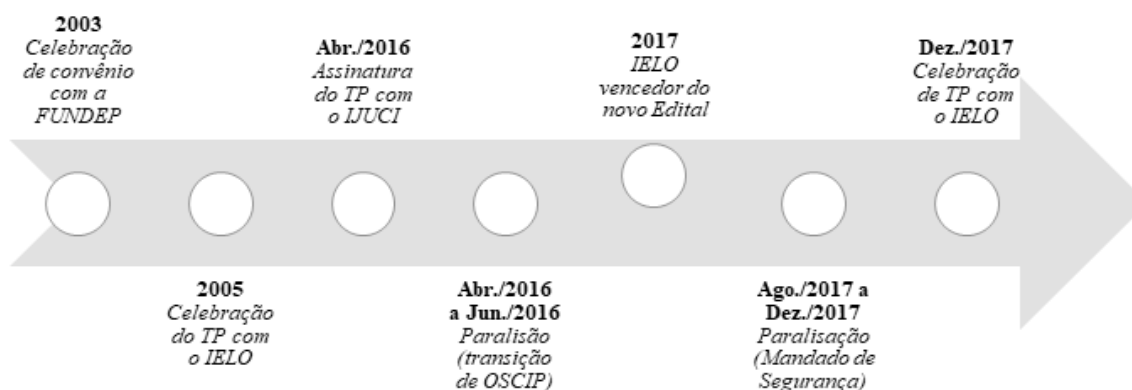 2003
Celebração
de convênio
com a
FUNDEP
2005
Celebração
do TP com
o IELO
Abr./2016
Assinatura
do TP com
o IJUCI
Abr./2016
a Jun./2016
Paralisão
(transição
de OSCIP)
2017
IELO
vencedor do
novo Edital
Ago./2017 a
Dez./2017
Paralisação
(Mandado de
Segurança)
Dez./2017
Celebração
de TP com
o IELO